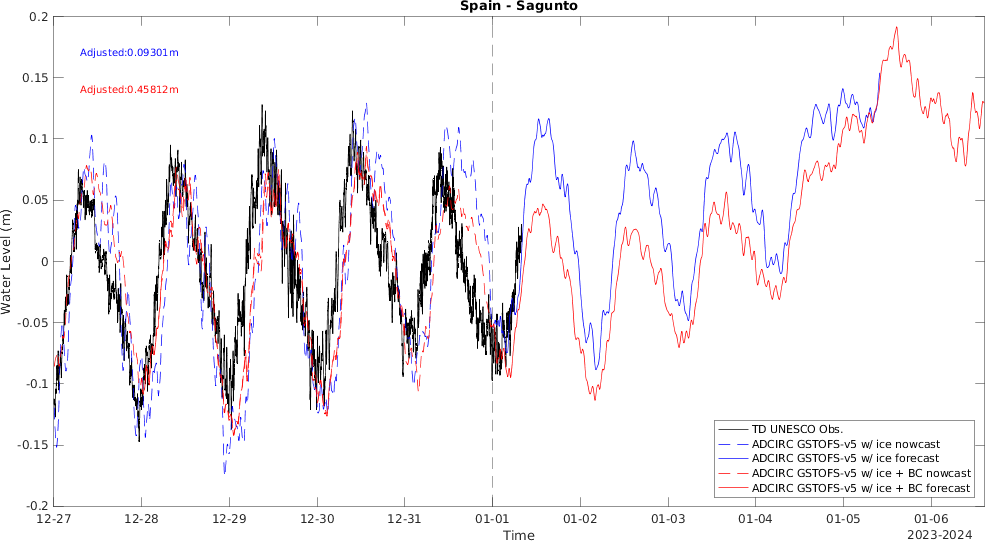 Spain - Sagunto
0.2
0.15
0.1
0.05
0
-0.05
-0.1
-0.15
-0.2
Water Level (m)
Adjusted:0.09301m
Adjusted:0.45812m
TD UNESCO Obs.
ADCIRC GSTOFS-v5 w/ ice nowcast
ADCIRC GSTOFS-v5 w/ ice forecast
ADCIRC GSTOFS-v5 w/ ice + BC nowcast
ADCIRC GSTOFS-v5 w/ ice + BC forecast
12-27 12-28 12-29 12-30 12-31 01-01 01-02 01-03 01-04 01-05 01-06
Time
2023-2024